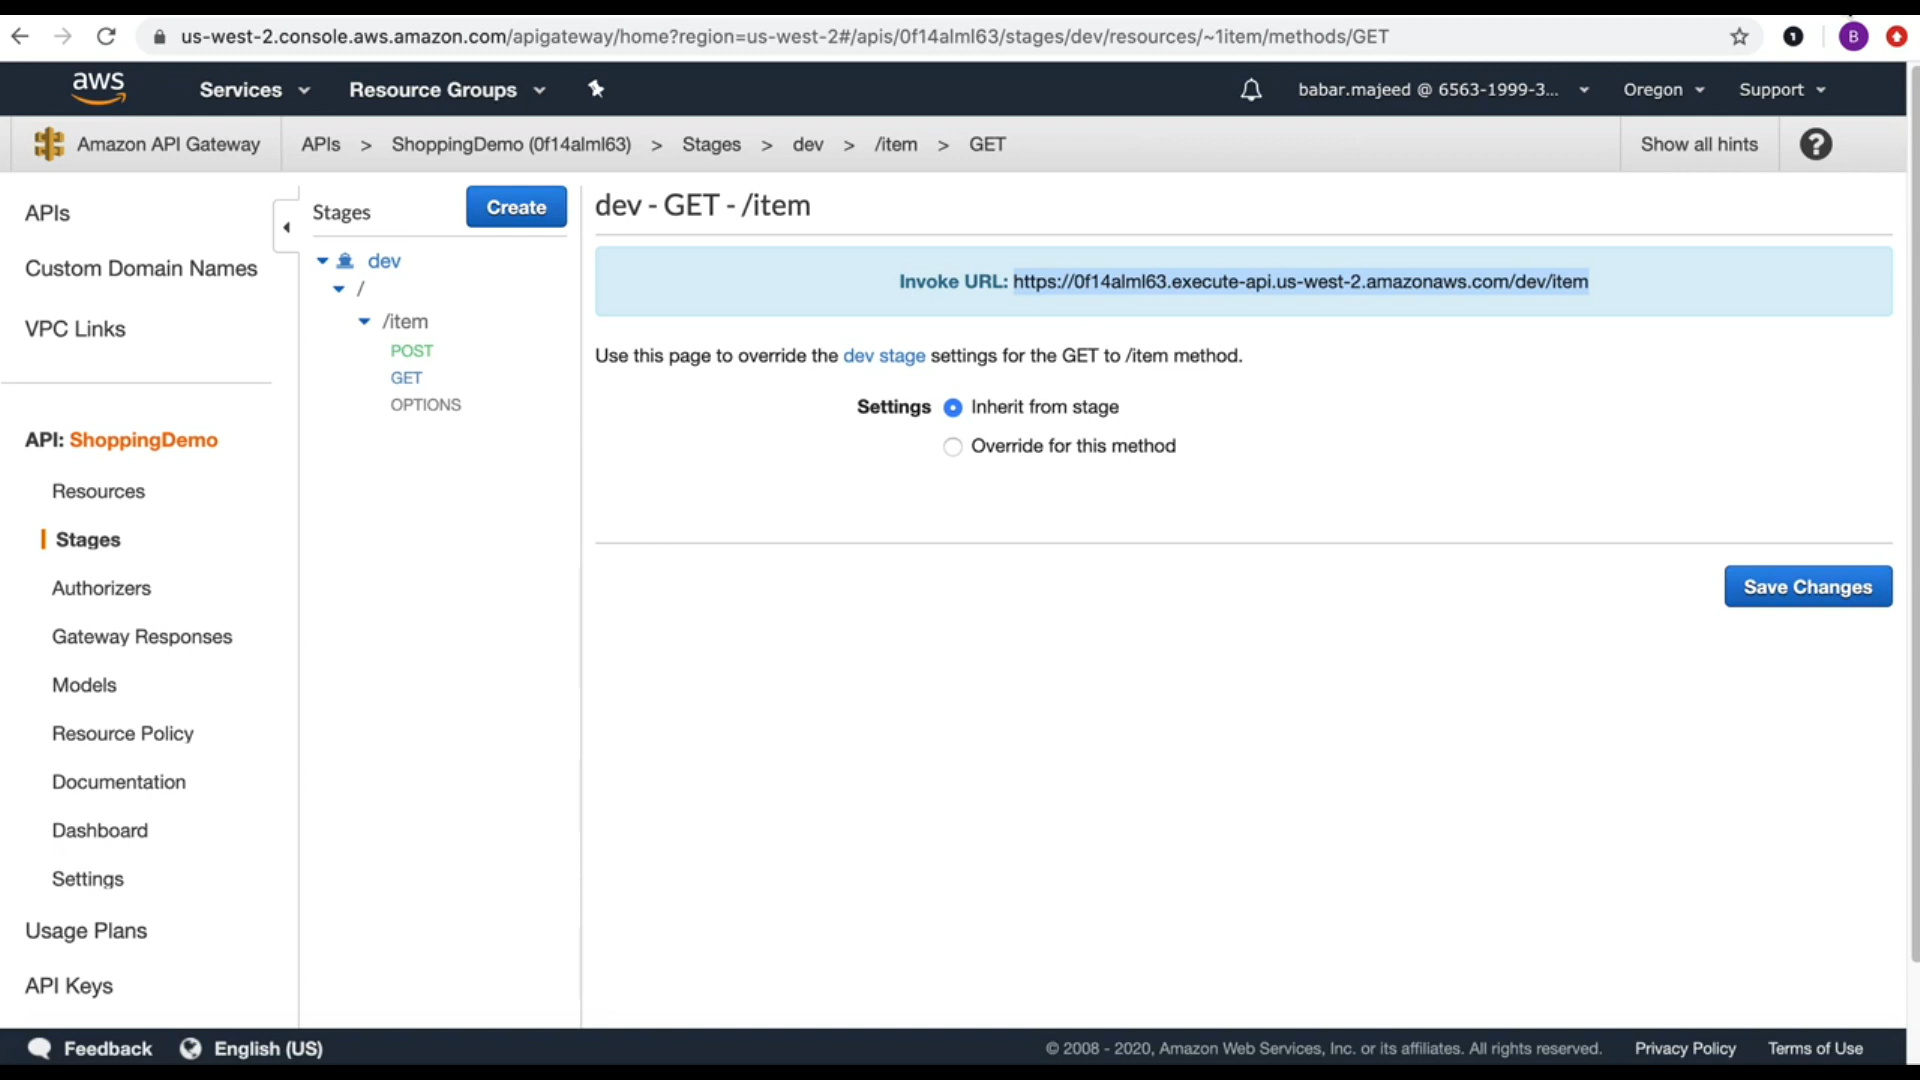 us-west-2.console.aws.amazon.com/apigateway/home?region=us-west-2#/apis/0f14alml63/stages/dev/resources/~1item/methods/GET
B
aws
Services
Resource Groups
babar.majeed @ 6563-1999-3...
Oregon
Support
Amazon API Gateway
APIs > ShoppingDemo (0f14alml63) > Stages > dev > /item > GET
Show all hints
?
APIs
Custom Domain Names
VPC Links
API: ShoppingDemo
Resources
Stages
Authorizers
Gateway Responses
Models
Resource Policy
Documentation
Dashboard
Settings
Usage Plans
API Keys
Stages
Create
dev
/
/item
POST
GET
OPTIONS
dev - GET - /item
Invoke URL: https://0f14alml63.execute-api.us-west-2.amazonaws.com/dev/item
Use this page to override the dev stage settings for the GET to /item method.
Settings
Inherit from stage
Override for this method
Save Changes
Feedback
English (US)
© 2008 - 2020, Amazon Web Services, Inc. or its affiliates. All rights reserved.
Privacy Policy
Terms of Use